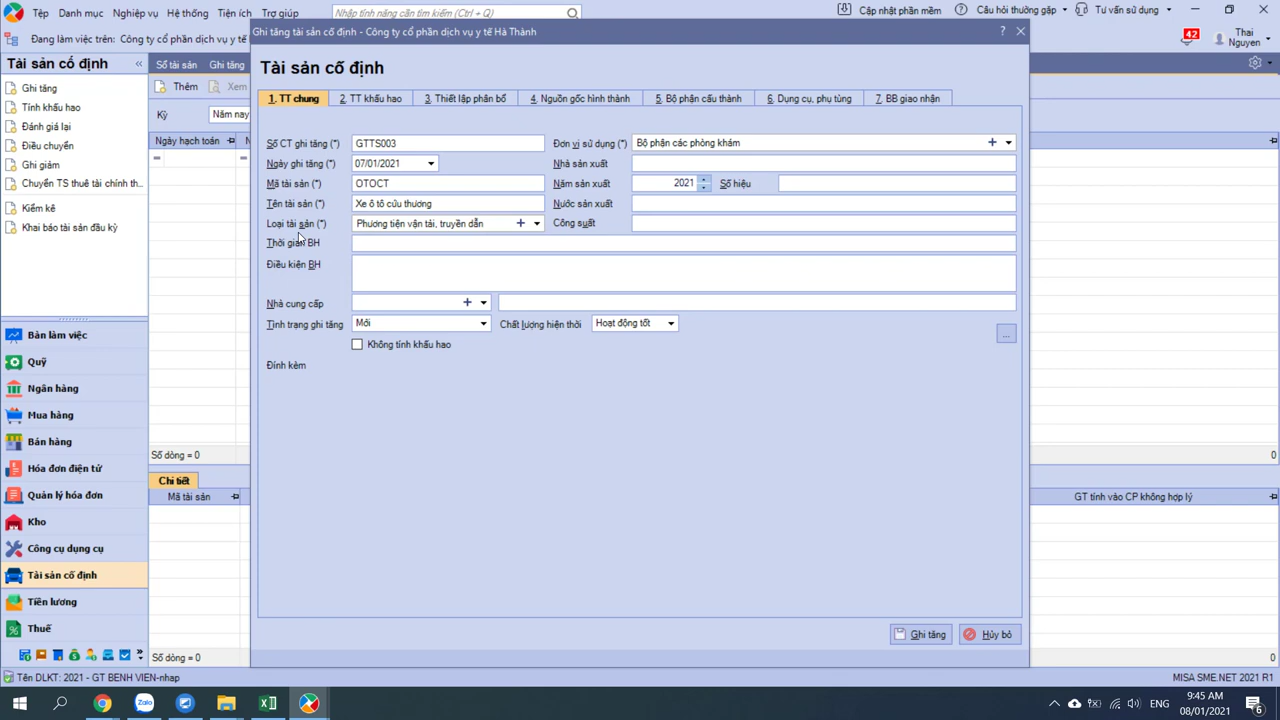 Tệp Danh mục Nghiệp vụ Hệ thống Tiện ích Trợ giúp Nhập tính năng cần tìm kiếm (Ctrl + Q) Cập nhật phần mềm Câu hỏi thường gặp Tư vấn sử dụng
Đang làm việc trên: Công ty cổ phần dịch vụ y tế 42 Thai Nguyen
Ghi tăng tài sản cố định - Công ty cổ phần dịch vụ y tế Hà Thành
Tài sản cố định
Ghi tăng
Tính khấu hao
Đánh giá lại
Điều chuyển
Ghi giảm
Chuyển TS thuê tài chính th...
Kiểm kê
Khai báo tài sản đầu kỳ
Bàn làm việc
Quỹ
Ngân hàng
Mua hàng
Bán hàng
Hóa đơn điện tử
Quản lý hóa đơn
Kho
Công cụ dụng cụ
Tài sản cố định
Tiền lương
Thuế
Sổ tài sản Ghi tăng
Thêm Xem
Kỳ Năm nay
Ngày hạch toán
Số dòng = 0 0
Chi tiết
Mã tài sản GT tính vào CP không hợp lý
Số dòng = 0 0
Tài sản cố định
1. TT chung 2. TT khấu hao 3. Thiết lập phân bổ 4. Nguồn gốc hình thành 5. Bộ phận cấu thành 6. Dụng cụ, phụ tùng 7. BB giao nhận
Số CT ghi tăng (*) GTTS003 Đơn vị sử dụng (*) Bộ phận các phòng khám
Ngày ghi tăng (*) 07/01/2021 Nhà sản xuất
Mã tài sản (*) OTOCT Năm sản xuất 2021 Số hiệu
Tên tài sản (*) Xe ô tô cứu thương Nước sản xuất
Loại tài sản (*) Phương tiện vận tải, truyền dẫn Công suất
Thời gian BH
Điều kiện BH
Nhà cung cấp
Tình trạng ghi tăng Mới Chất lượng hiện thời Hoạt động tốt
...
Không tính khấu hao
Đính kèm
Ghi tăng Hủy bỏ
Tên DLKT: 2021 - GT BENH VIEN-nhap MISA SME.NET 2021 R1
Zalo ENG 9:45 AM
08/01/2021 6